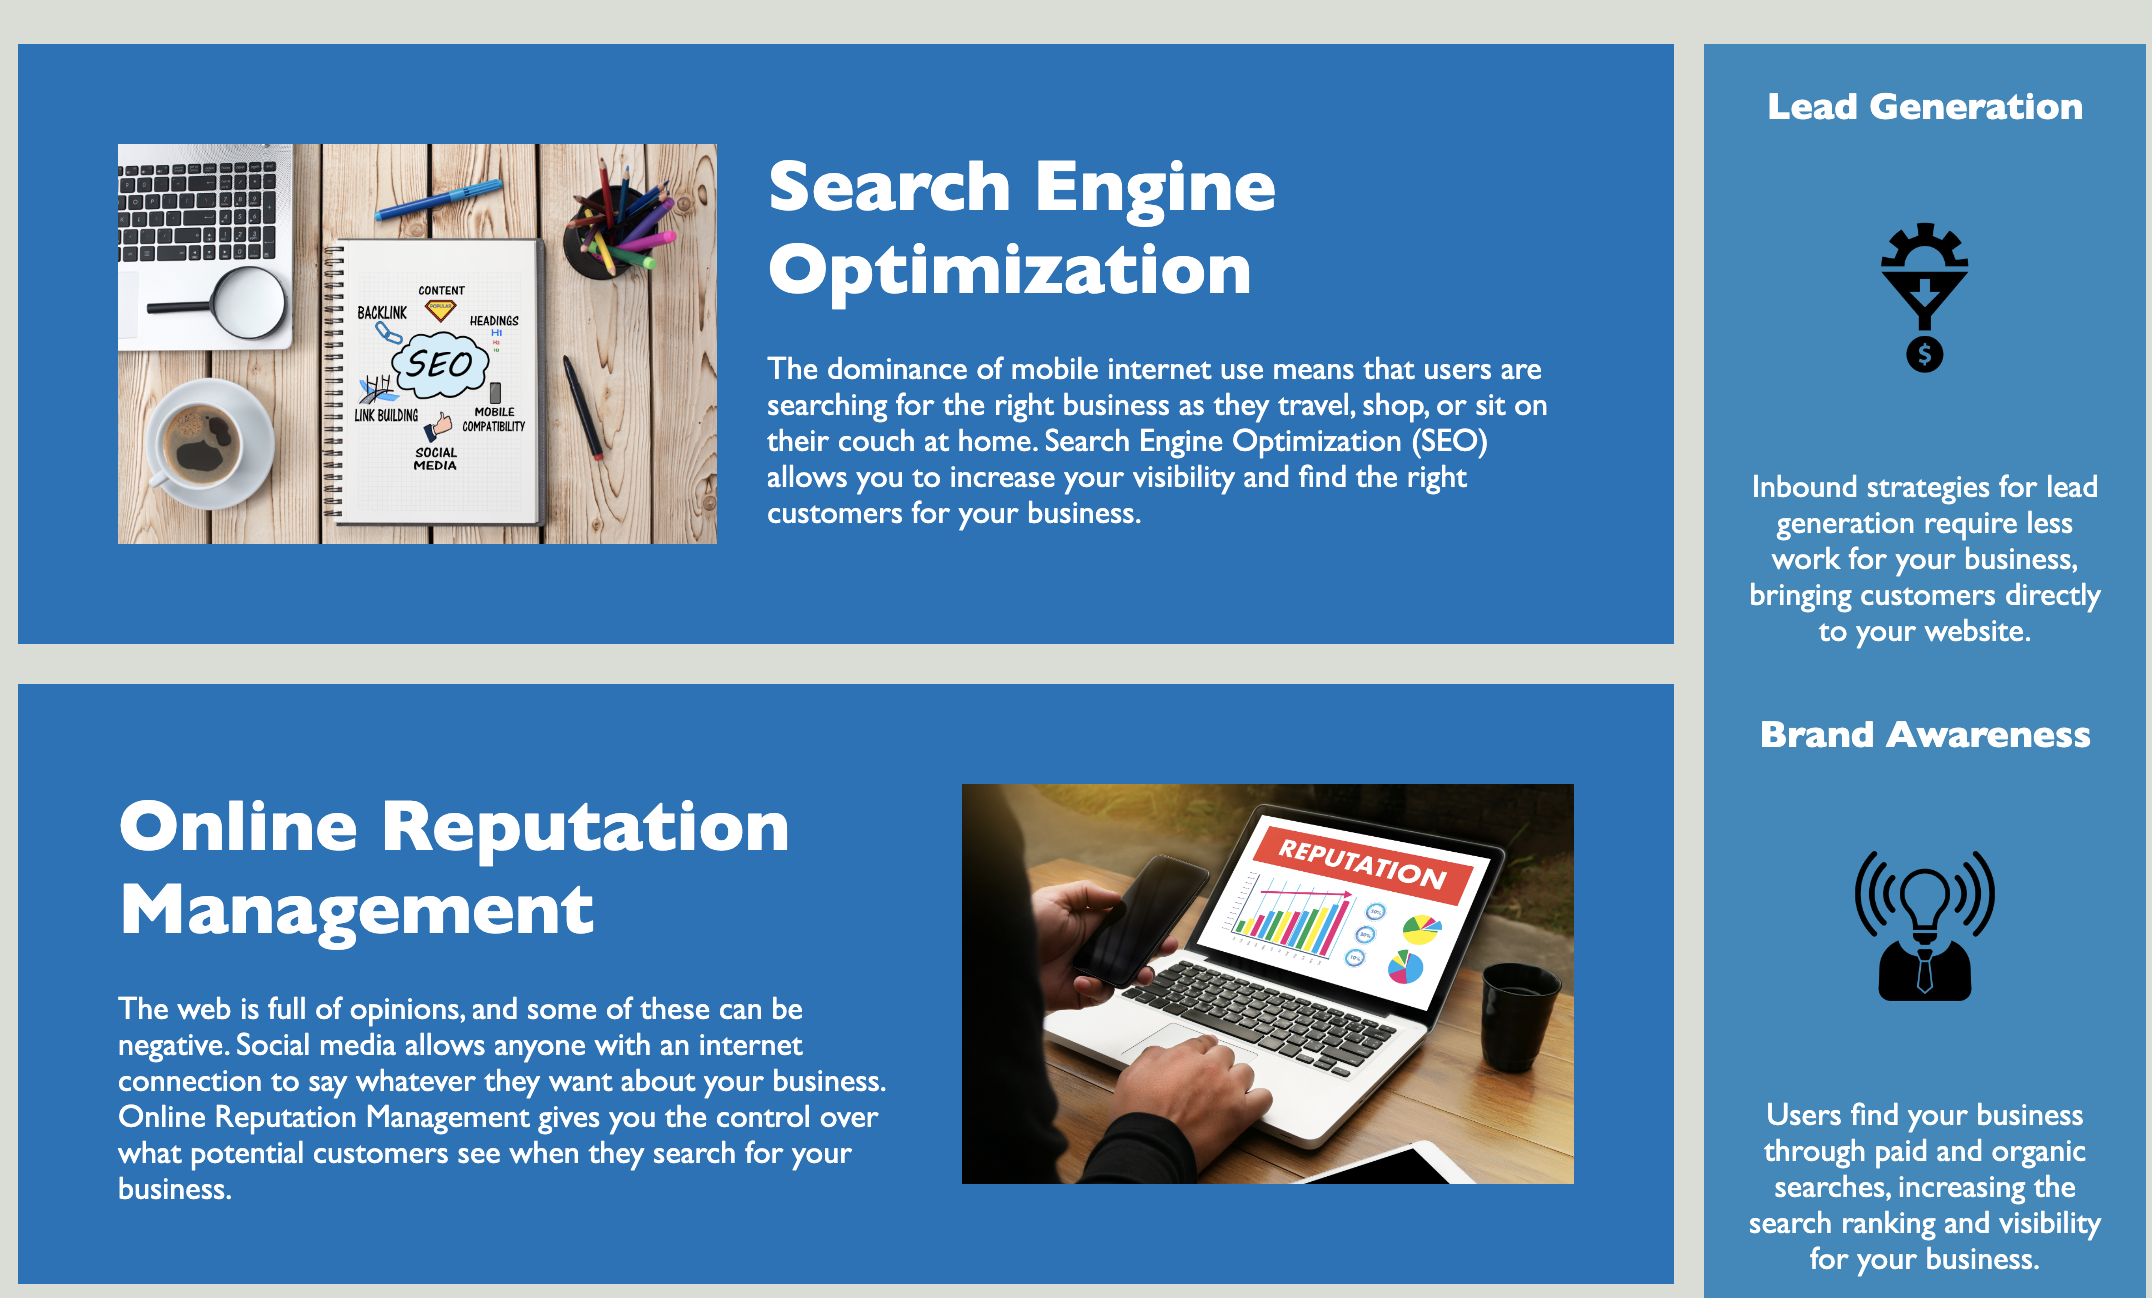 Search Engine
Optimization
The dominance of mobile internet use means that users are
searching for the right business as they travel, shop, or sit on
their couch at home. Search Engine Optimization (SEO)
allows you to increase your visibility and find the right
customers for your business.
CONTENT
POPULAR
BACKLINK
HEADINGS
H1
H2
H3
SEO
LINK BUILDING
MOBILE
COMPATIBILITY
SOCIAL
MEDIA
Online Reputation
Management
The web is full of opinions, and some of these can be
negative. Social media allows anyone with an internet
connection to say whatever they want about your business.
Online Reputation Management gives you the control over
what potential customers see when they search for your
business.
REPUTATION
Lead Generation
$
Inbound strategies for lead
generation require less
work for your business,
bringing customers directly
to your website.
Brand Awareness
Users find your business
through paid and organic
searches, increasing the
search ranking and visibility
for your business.